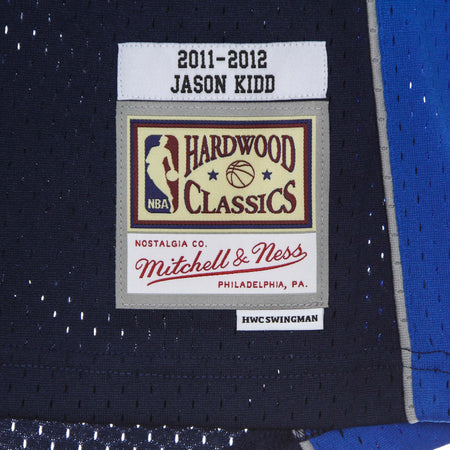 2011-2012
JASON KIDD
HARDWOOD
NBA
CLASSICS
NOSTALGIA CO.
Mitchell & Ness
PHILADELPHIA, PA.
HWC SWINGMAN